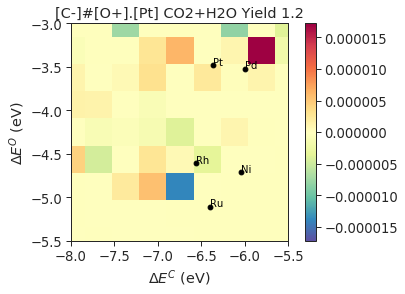 [C-]#[O+].[Pt] CO2+H2O Yield 1.2
−3.0
−3.5
−4.0
−4.5
−5.0
−5.5
ΔE^O (eV)
Pt
Pd
Rh
Ni
Ru
−8.0 −7.5 −7.0 −6.5 −6.0 −5.5
ΔE^C (eV)
0.000015
0.000010
0.000005
0.000000
−0.000005
−0.000010
−0.000015